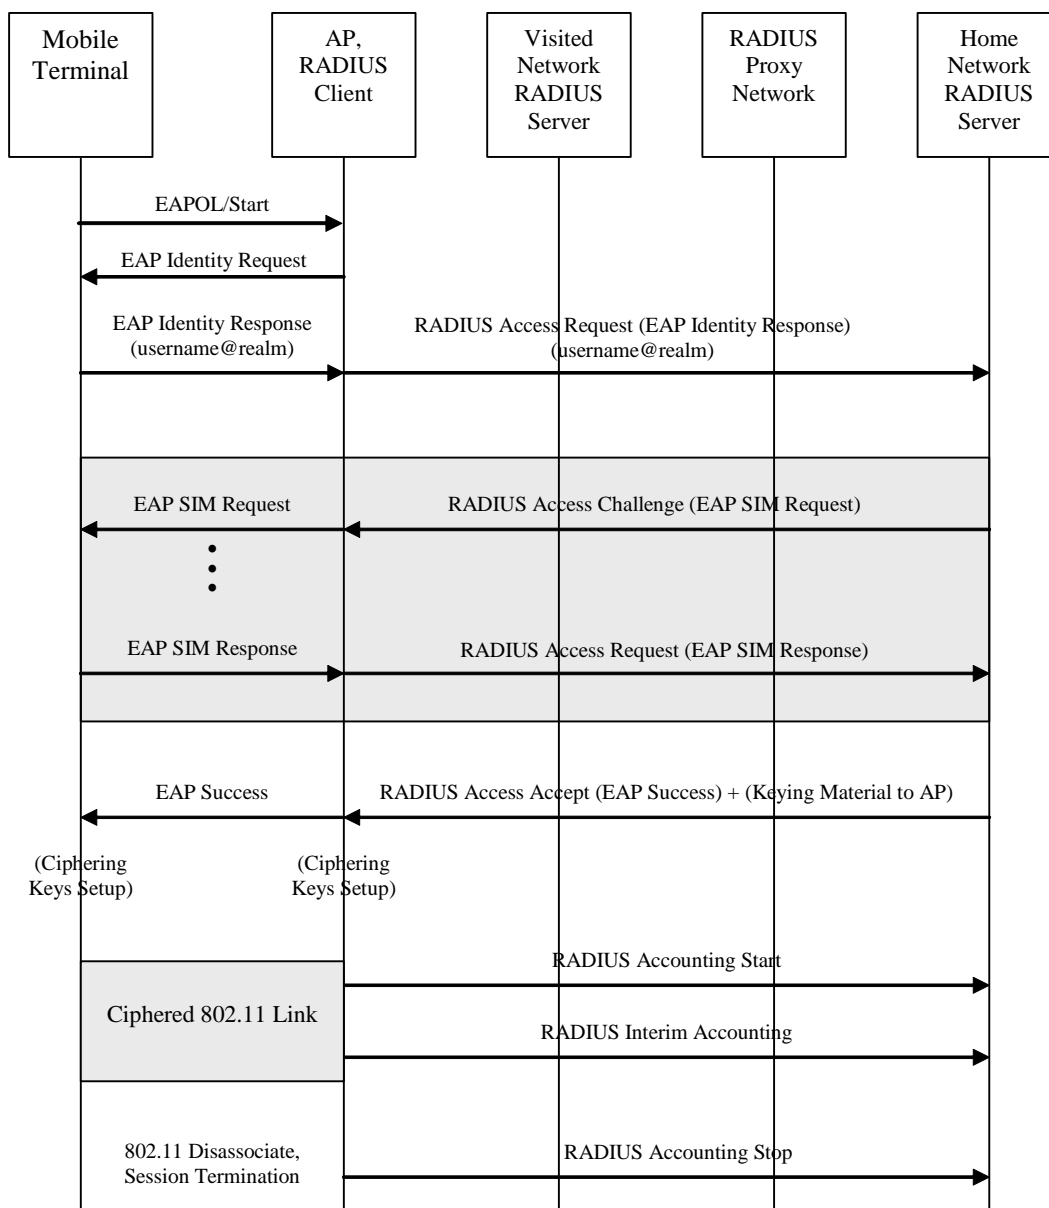 Mobile
Terminal
AP,
RADIUS
Client
Visited
Network
RADIUS
Server
RADIUS
Proxy
Network
Home
Network
RADIUS
Server
EAPOL/Start
EAP Identity Request
EAP Identity Response
(username@realm)
RADIUS Access Request (EAP Identity Response)
(username@realm)
EAP SIM Request
RADIUS Access Challenge (EAP SIM Request)
EAP SIM Response
RADIUS Access Request (EAP SIM Response)
EAP Success
RADIUS Access Accept (EAP Success) + (Keying Material to AP)
(Ciphering
Keys Setup)
(Ciphering
Keys Setup)
RADIUS Accounting Start
Ciphered 802.11 Link
RADIUS Interim Accounting
802.11 Disassociate,
Session Termination
RADIUS Accounting Stop